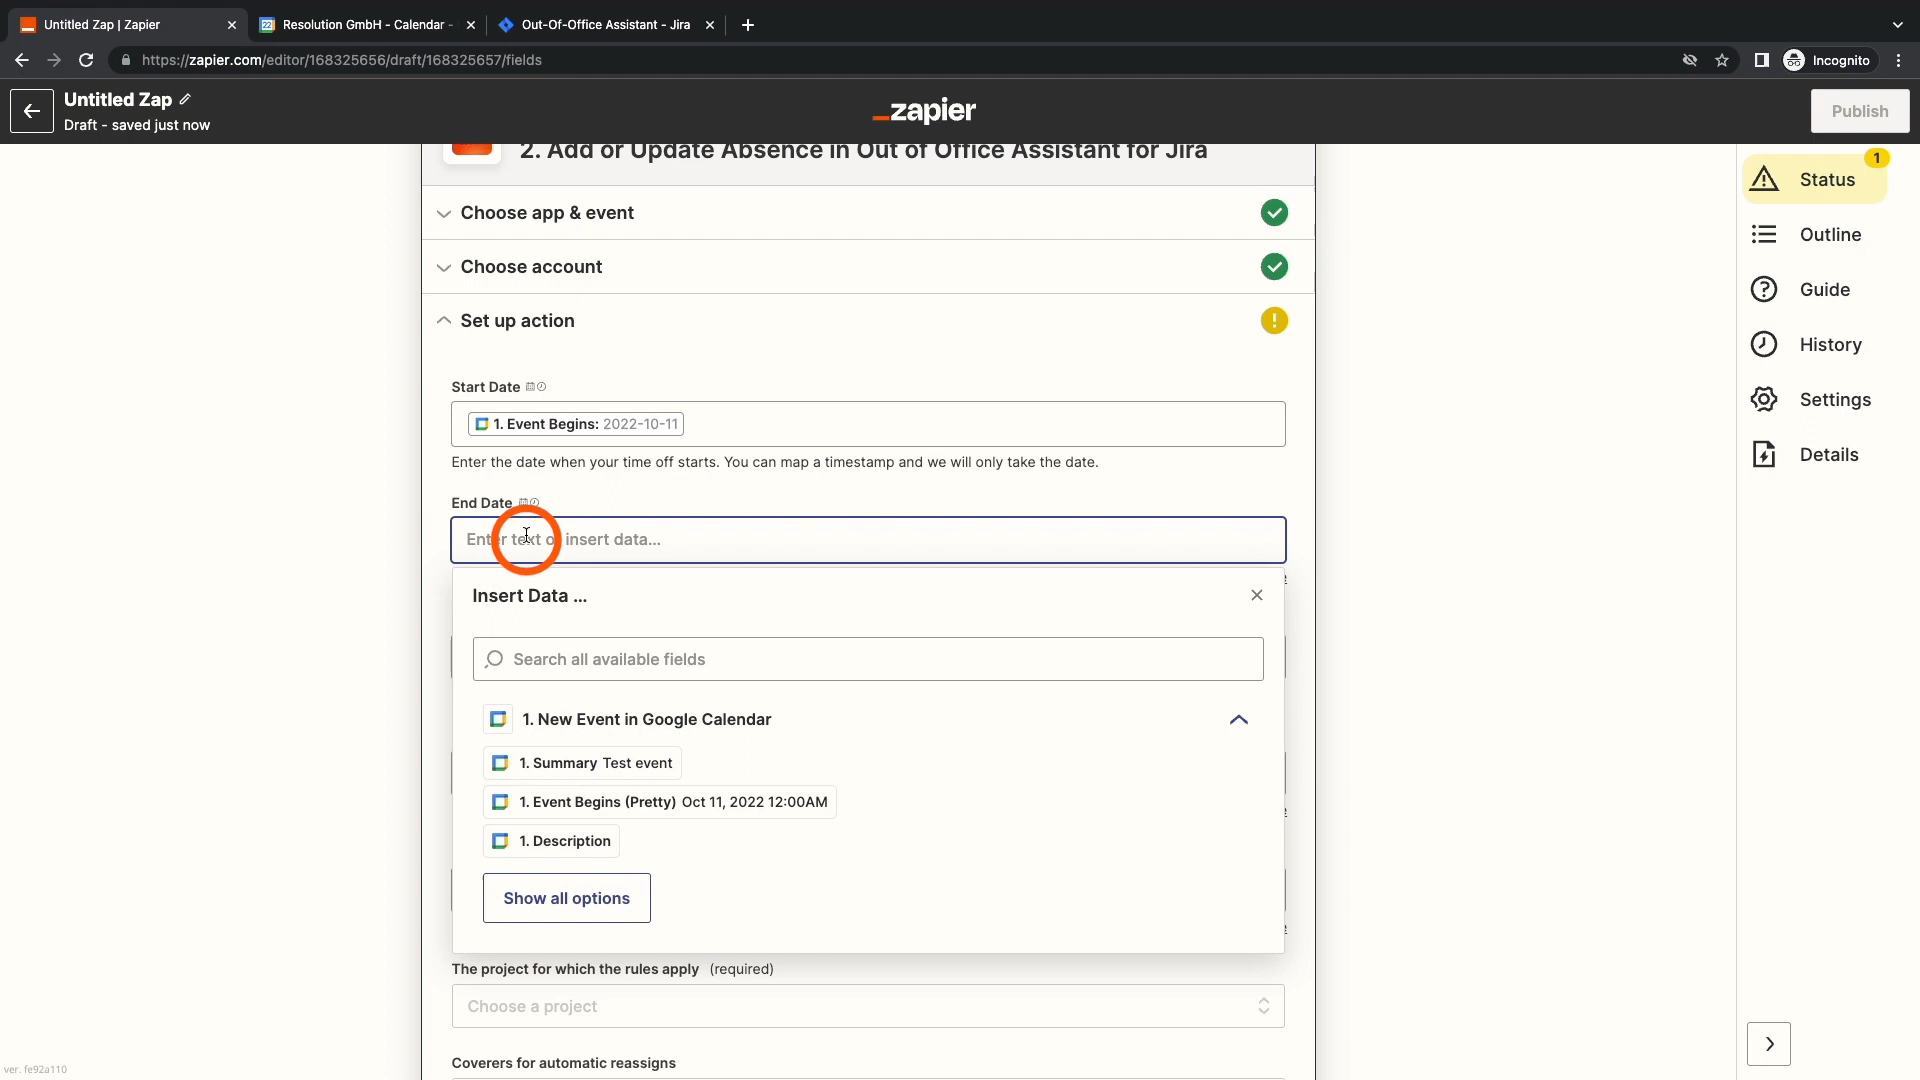 Untitled Zap | Zapier
Resolution GmbH - Calendar -
Out-Of-Office Assistant - Jira
https://zapier.com/editor/168325656/draft/168325657/fields
Incognito
Untitled Zap
Draft - saved just now
_zapier
Publish
2. Add or Update Absence in Out of Office Assistant for Jira
1
Status
Choose app & event
Outline
Choose account
Guide
Set up action
History
Start Date
Settings
1. Event Begins: 2022-10-11
Details
Enter the date when your time off starts. You can map a timestamp and we will only take the date.
End Date
Enter text or insert data...
Insert Data ...
Search all available fields
1. New Event in Google Calendar
1. Summary Test event
1. Event Begins (Pretty) Oct 11, 2022 12:00AM
1. Description
Show all options
The project for which the rules apply (required)
Choose a project
Coverers for automatic reassigns
ver. fe92a110